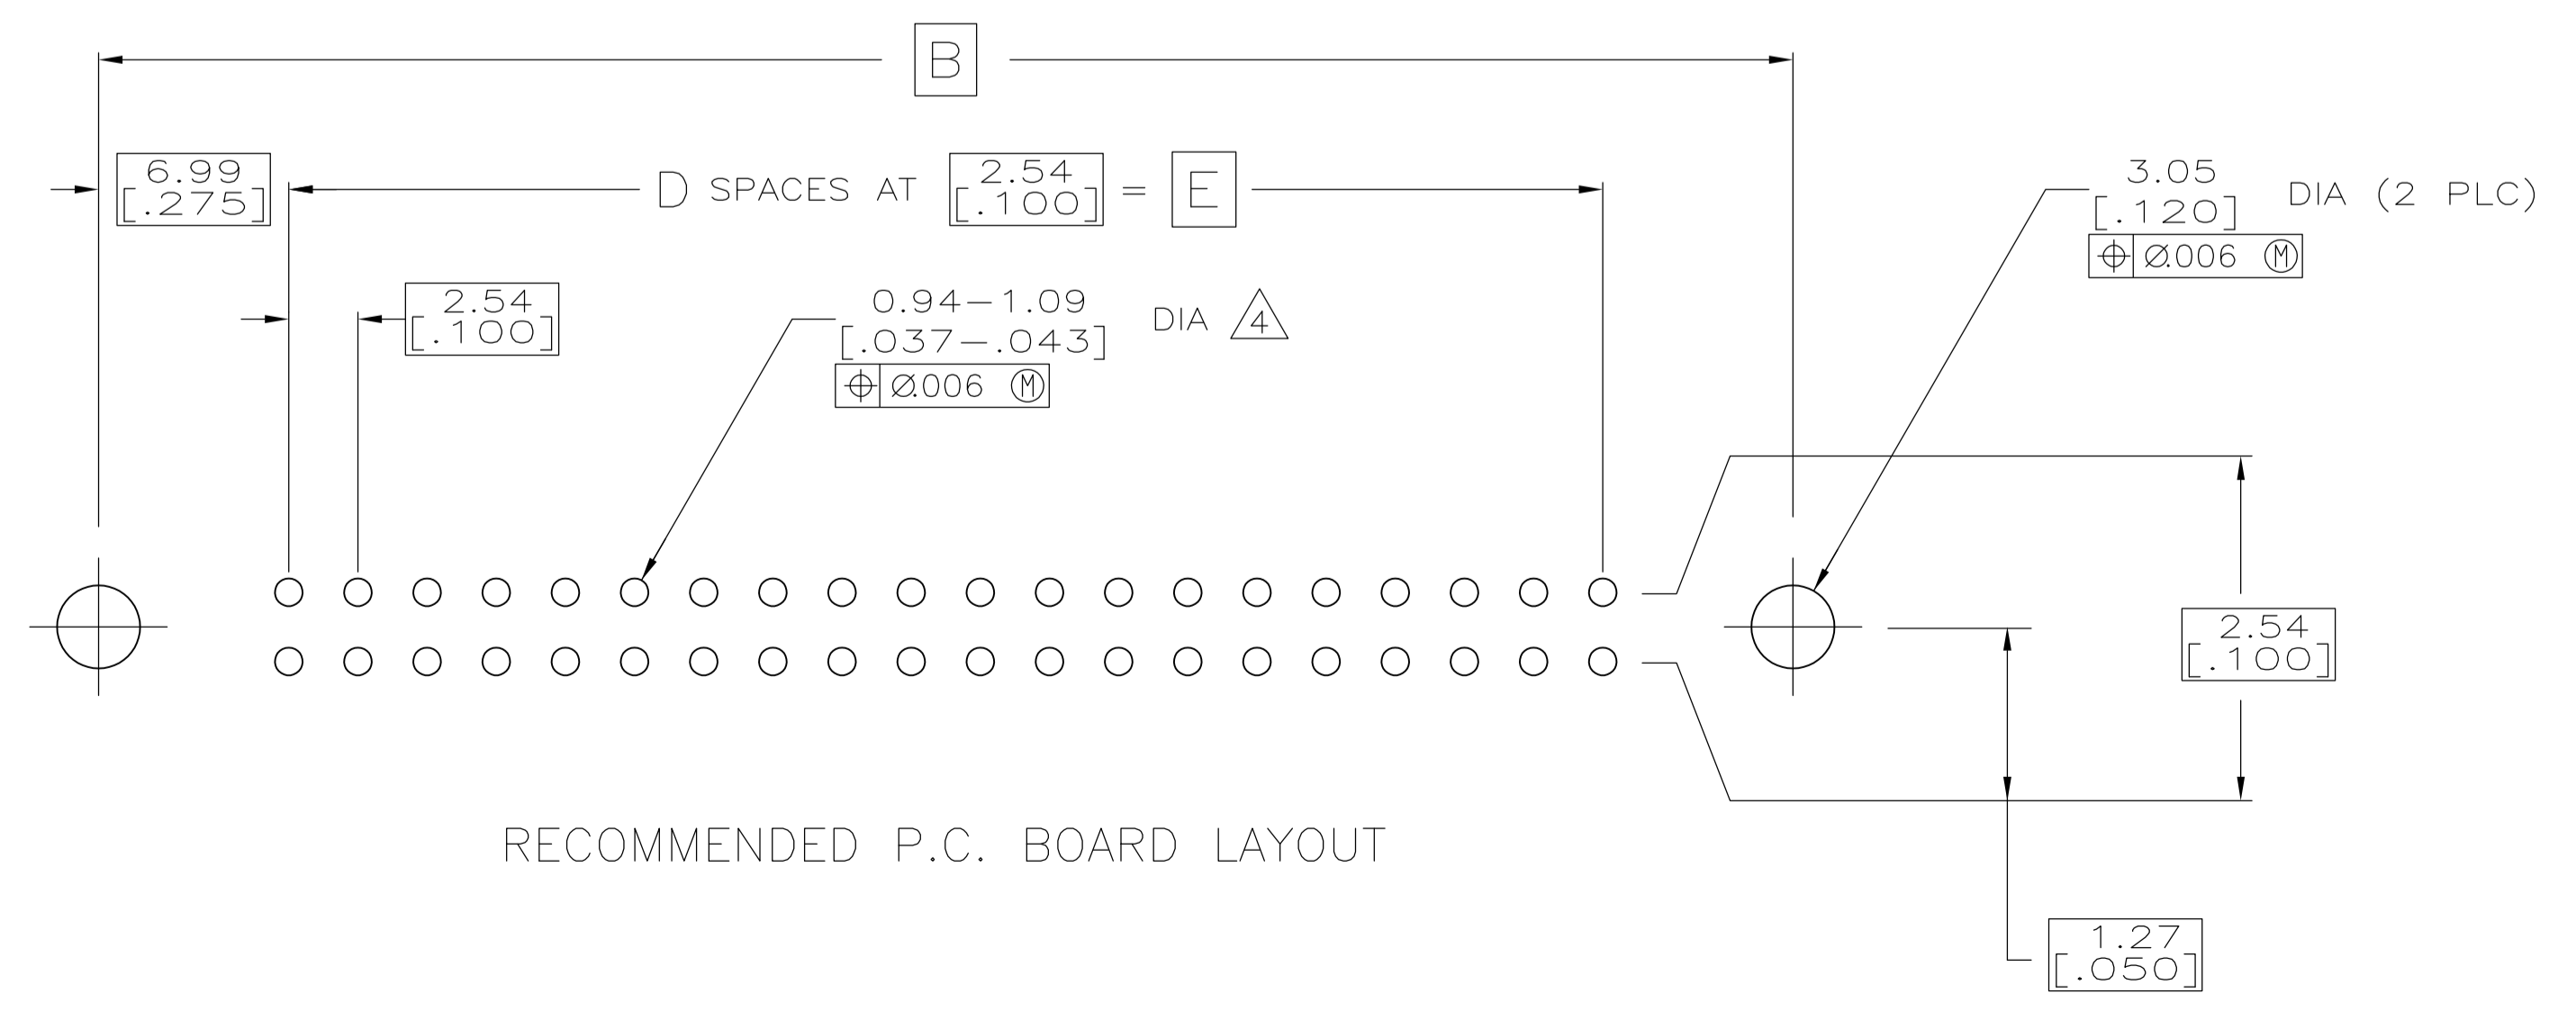 B
6.99
[.275]
D SPACES AT 2.54 [.100] = E
3.05
[.120] DIA (2 PLC)
⌖ Ø.006 Ⓜ
2.54
[.100]
0.94-1.09
[.037-.043] DIA 4
⌖ Ø.006 Ⓜ
2.54
[.100]
RECOMMENDED P.C. BOARD LAYOUT
1.27
[.050]